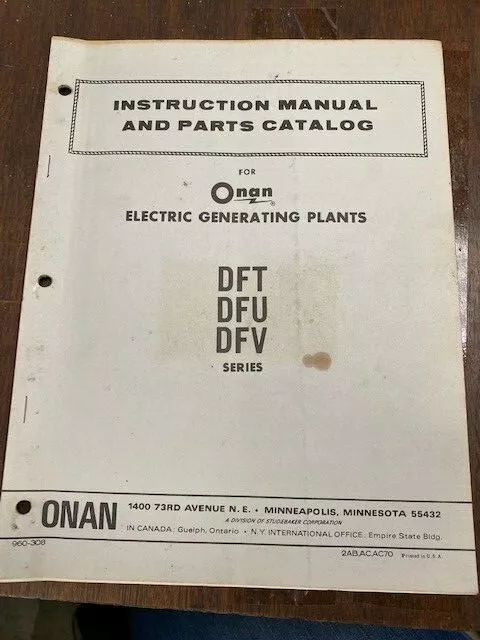 INSTRUCTION MANUAL
AND PARTS CATALOG
FOR
Onan
®
ELECTRIC GENERATING PLANTS
DFT
DFU
DFV
SERIES
ONAN
1400 73RD AVENUE N.E. • MINNEAPOLIS, MINNESOTA 55432
A DIVISION OF STUDEBAKER CORPORATION
IN CANADA: Guelph, Ontario • N.Y. INTERNATIONAL OFFICE: Empire State Bldg.
960-308
2AB,AC,AC70 Printed in U.S.A.